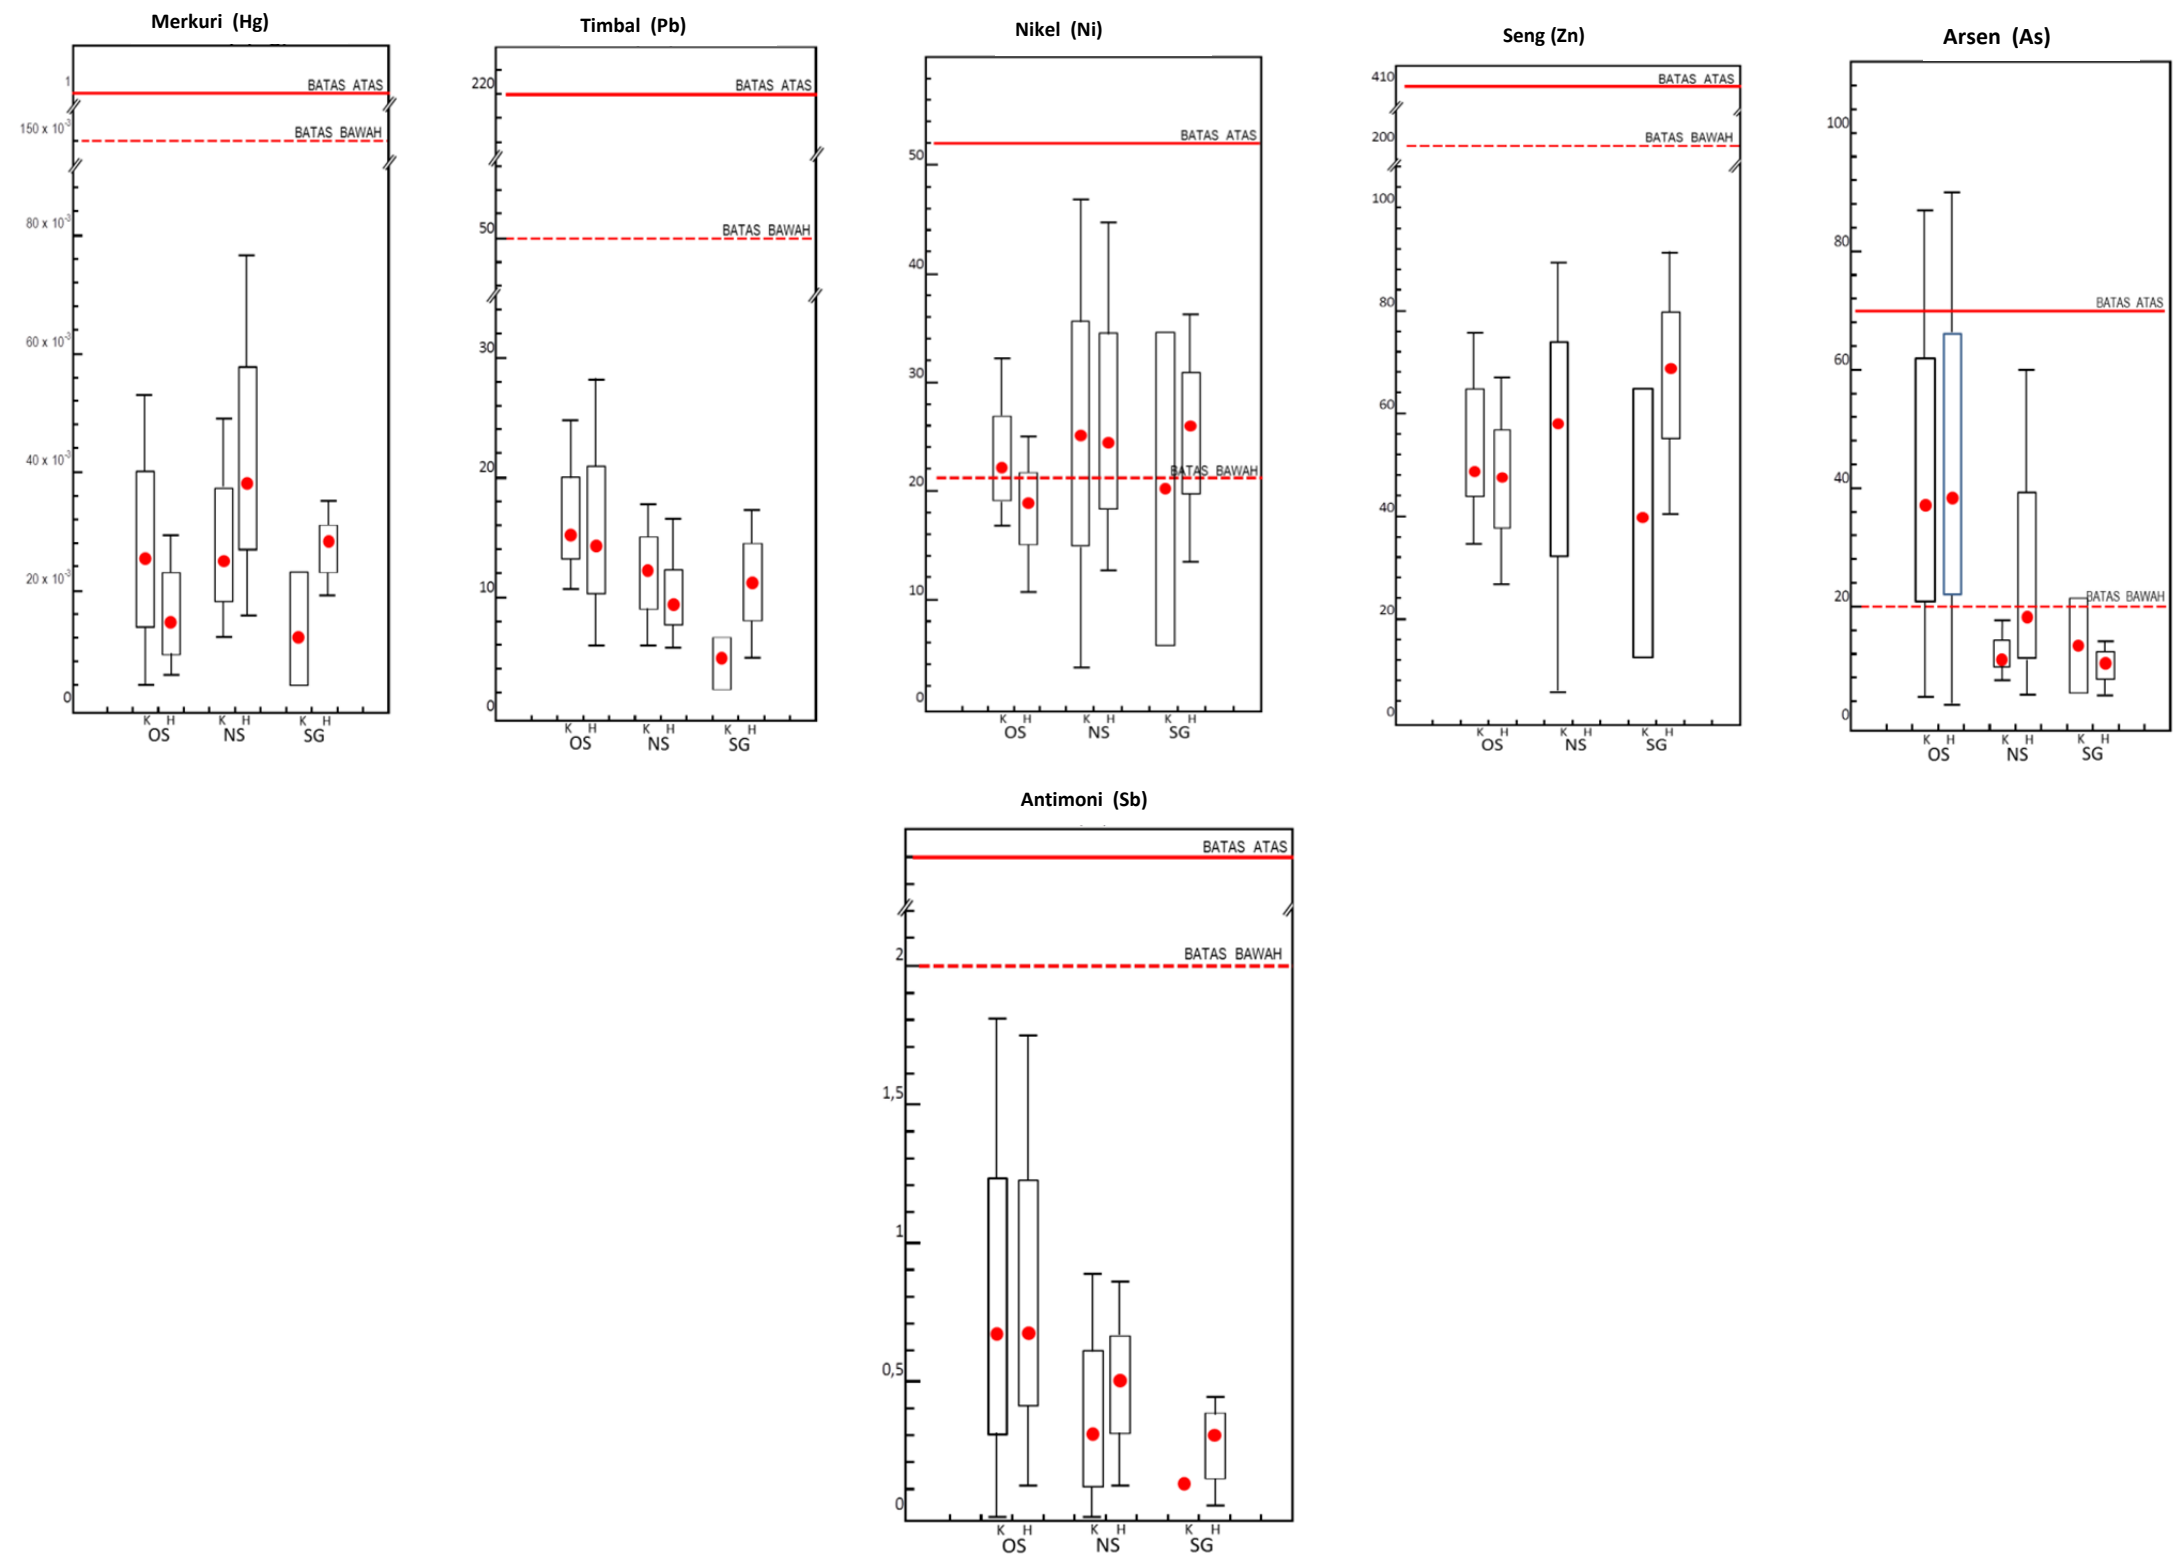 Merkuri (Hg)
1
BATAS ATAS
150 x 10-3
BATAS BAWAH
80 x 10-3
60 x 10-3
40 x 10-3
20 x 10-3
0
K H K H K H
OS NS SG
Timbal (Pb)
220
BATAS ATAS
50
BATAS BAWAH
30
20
10
0
K H K H K H
OS NS SG
Nikel (Ni)
BATAS ATAS
50
40
30
BATAS BAWAH
20
10
0
K H K H K H
OS NS SG
Seng (Zn)
410
BATAS ATAS
200
BATAS BAWAH
100
80
60
40
20
0
K H K H K H
OS NS SG
Arsen (As)
100
80
BATAS ATAS
60
40
20
BATAS BAWAH
0
K H K H K H
OS NS SG
Antimoni (Sb)
BATAS ATAS
2
BATAS BAWAH
1,5
1
0,5
0
K H K H K H
OS NS SG